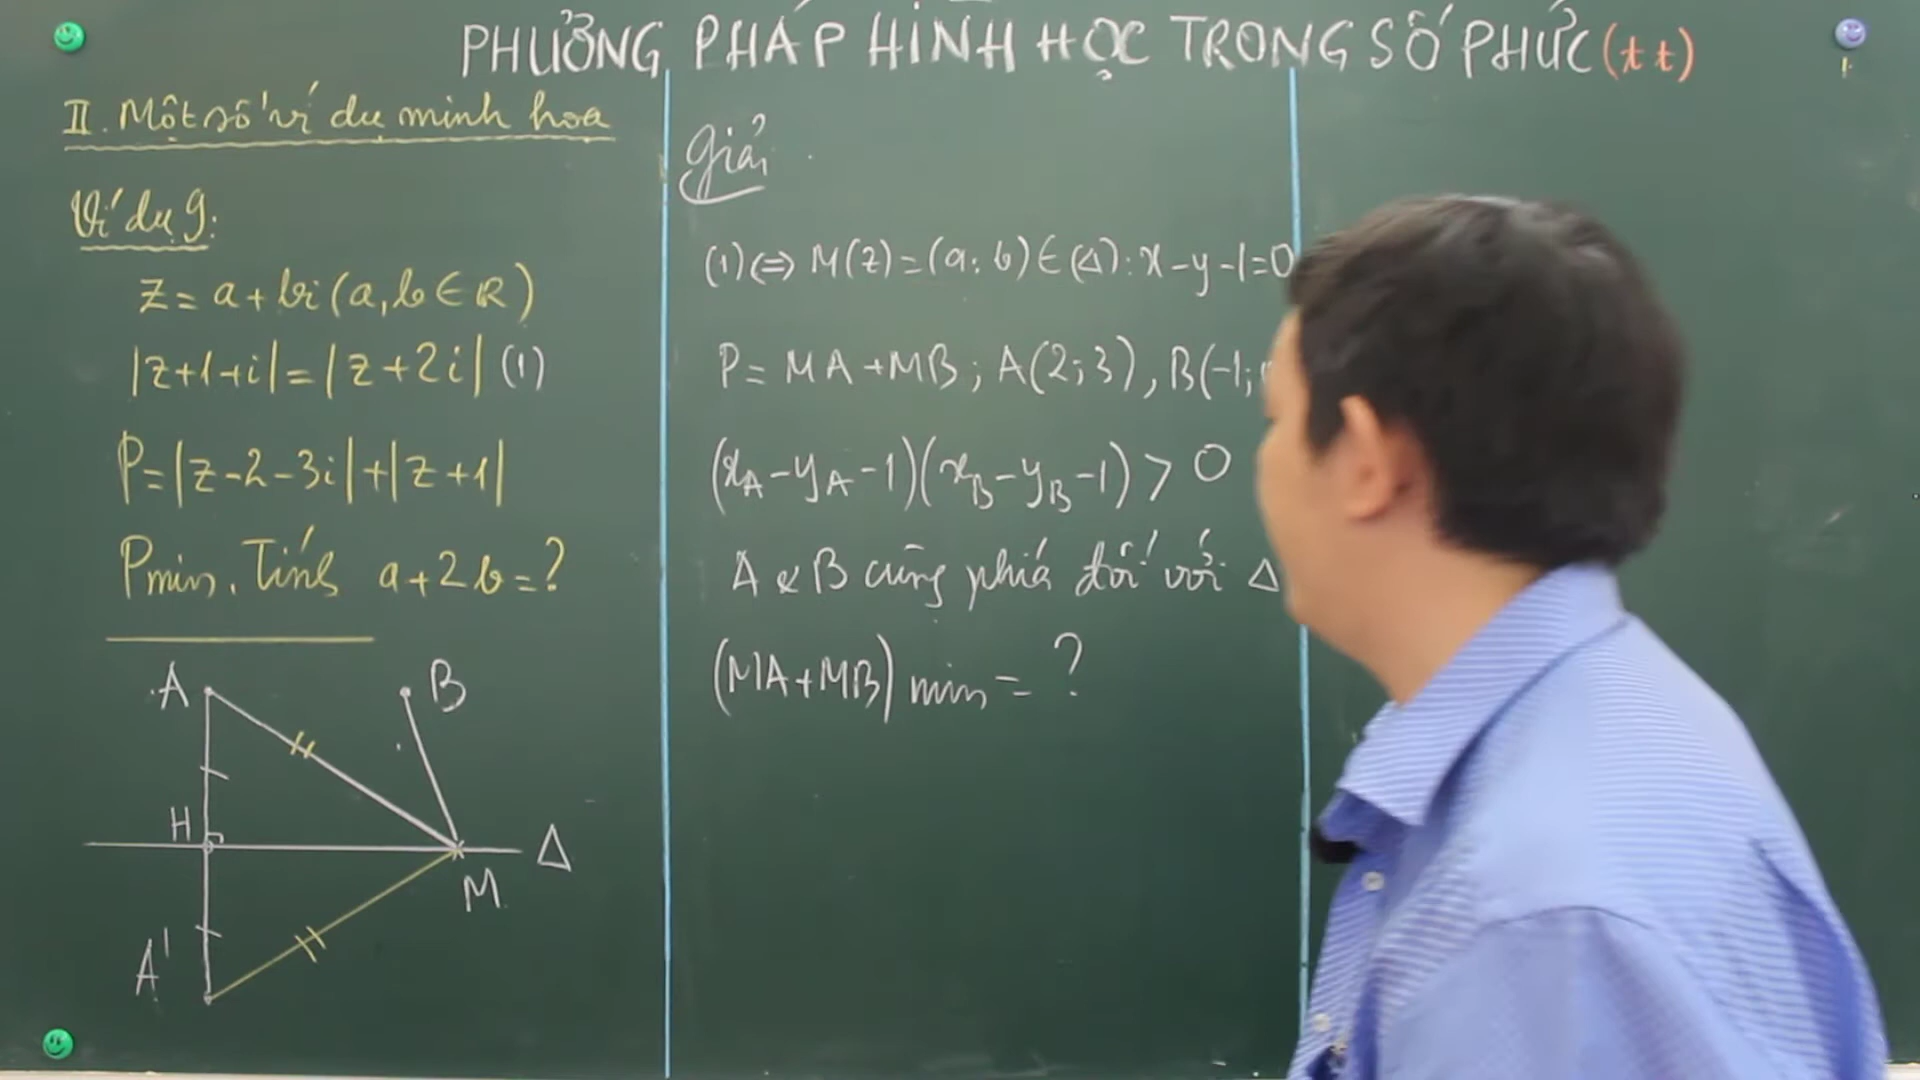 PHƯƠNG PHÁP HÌNH HỌC TRONG SỐ PHỨC (tt)
II. Một số ví dụ minh họa
Ví dụ 9:
z = a + bi (a, b ∈ R)
|z+1+i| = |z+2i| (1)
P = |z-2-3i| + |z+1|
Pmin. Tính a+2b = ?
A
B
H
Δ
M
A'
Giải
(1) ⇔ M(z) = (a; b) ∈ (Δ): x - y - 1 = 0
P = MA + MB; A(2; 3), B(-1;
(xA - yA - 1)(xB - yB - 1) > 0
A & B cùng phía đối với Δ
(MA + MB) min = ?